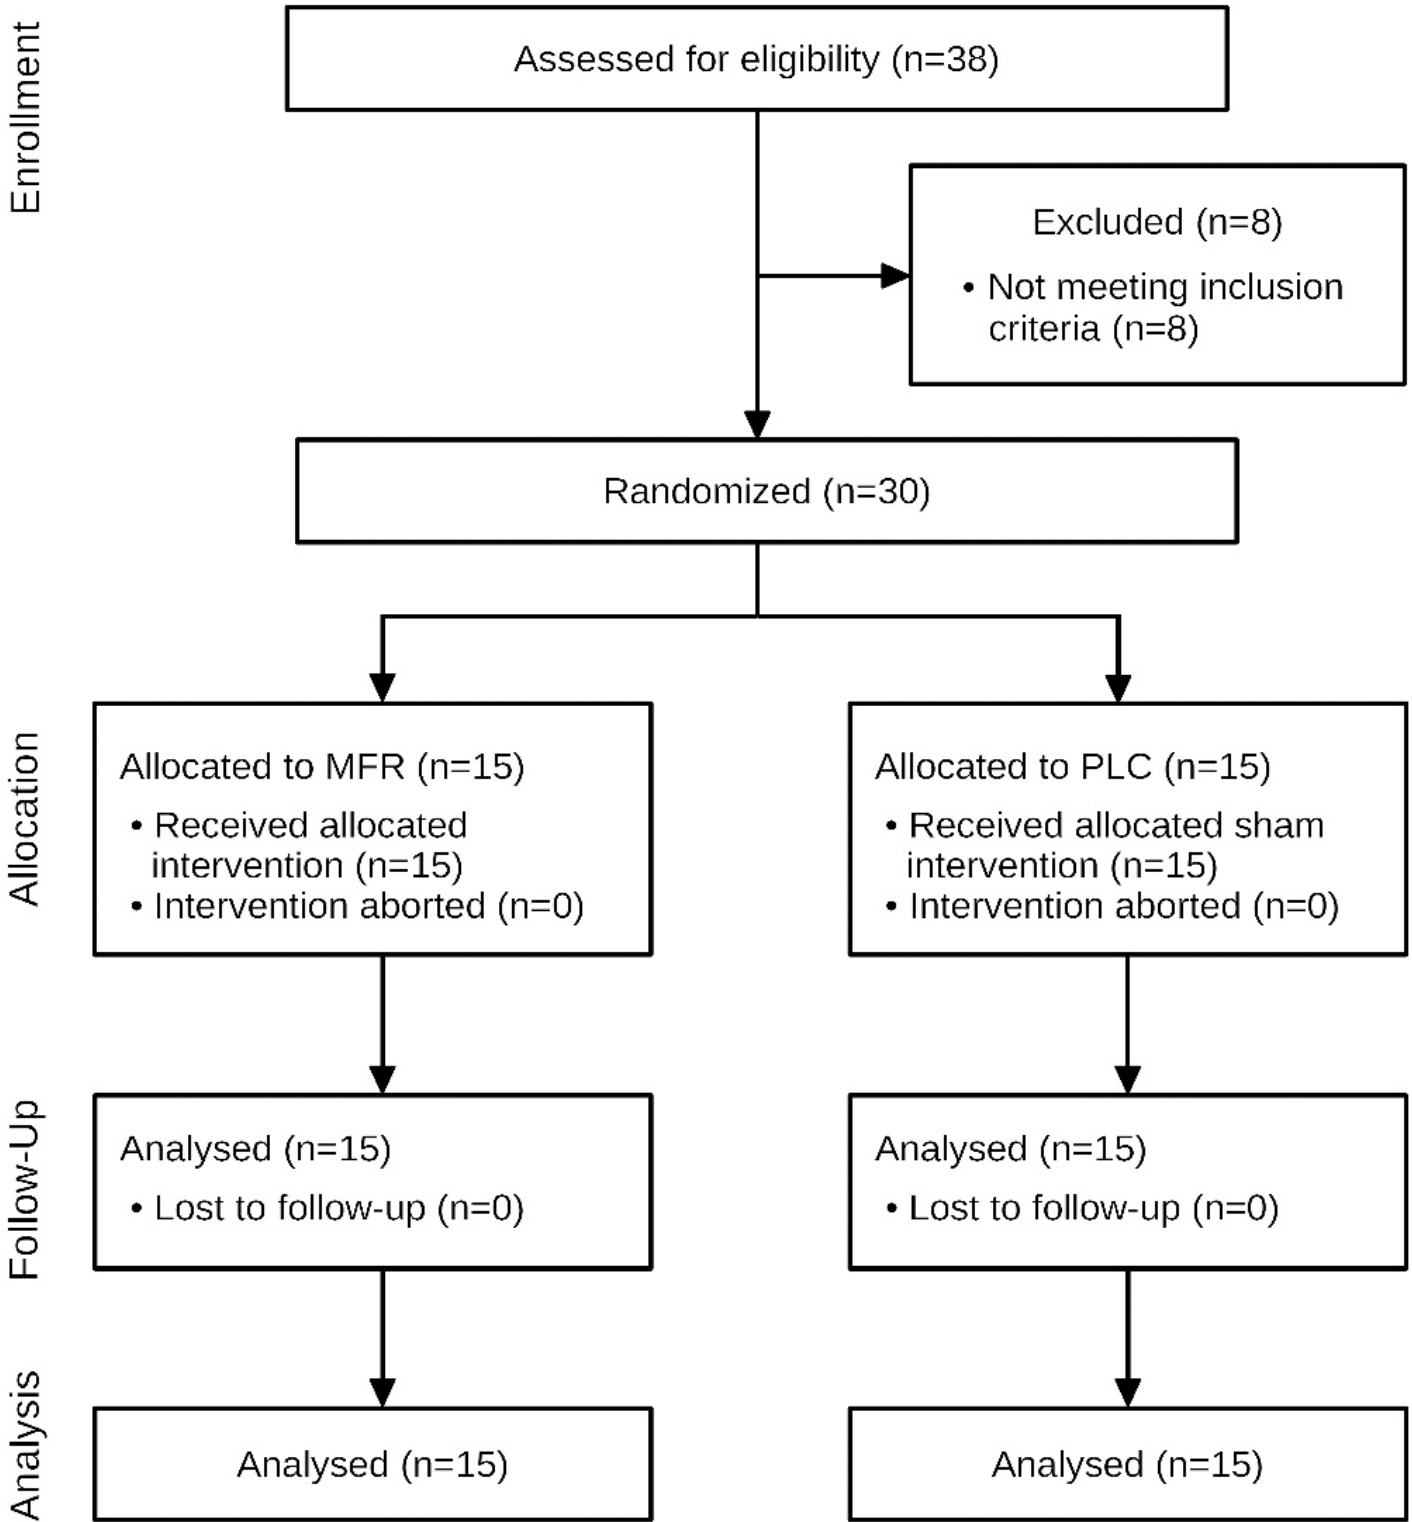 Enrollment
Assessed for eligibility (n=38)
Excluded (n=8)
• Not meeting inclusion
criteria (n=8)
Randomized (n=30)
Allocation
Allocated to MFR (n=15)
• Received allocated
intervention (n=15)
• Intervention aborted (n=0)
Allocated to PLC (n=15)
• Received allocated sham
intervention (n=15)
• Intervention aborted (n=0)
Follow-Up
Analysed (n=15)
• Lost to follow-up (n=0)
Analysed (n=15)
• Lost to follow-up (n=0)
Analysis
Analysed (n=15)
Analysed (n=15)